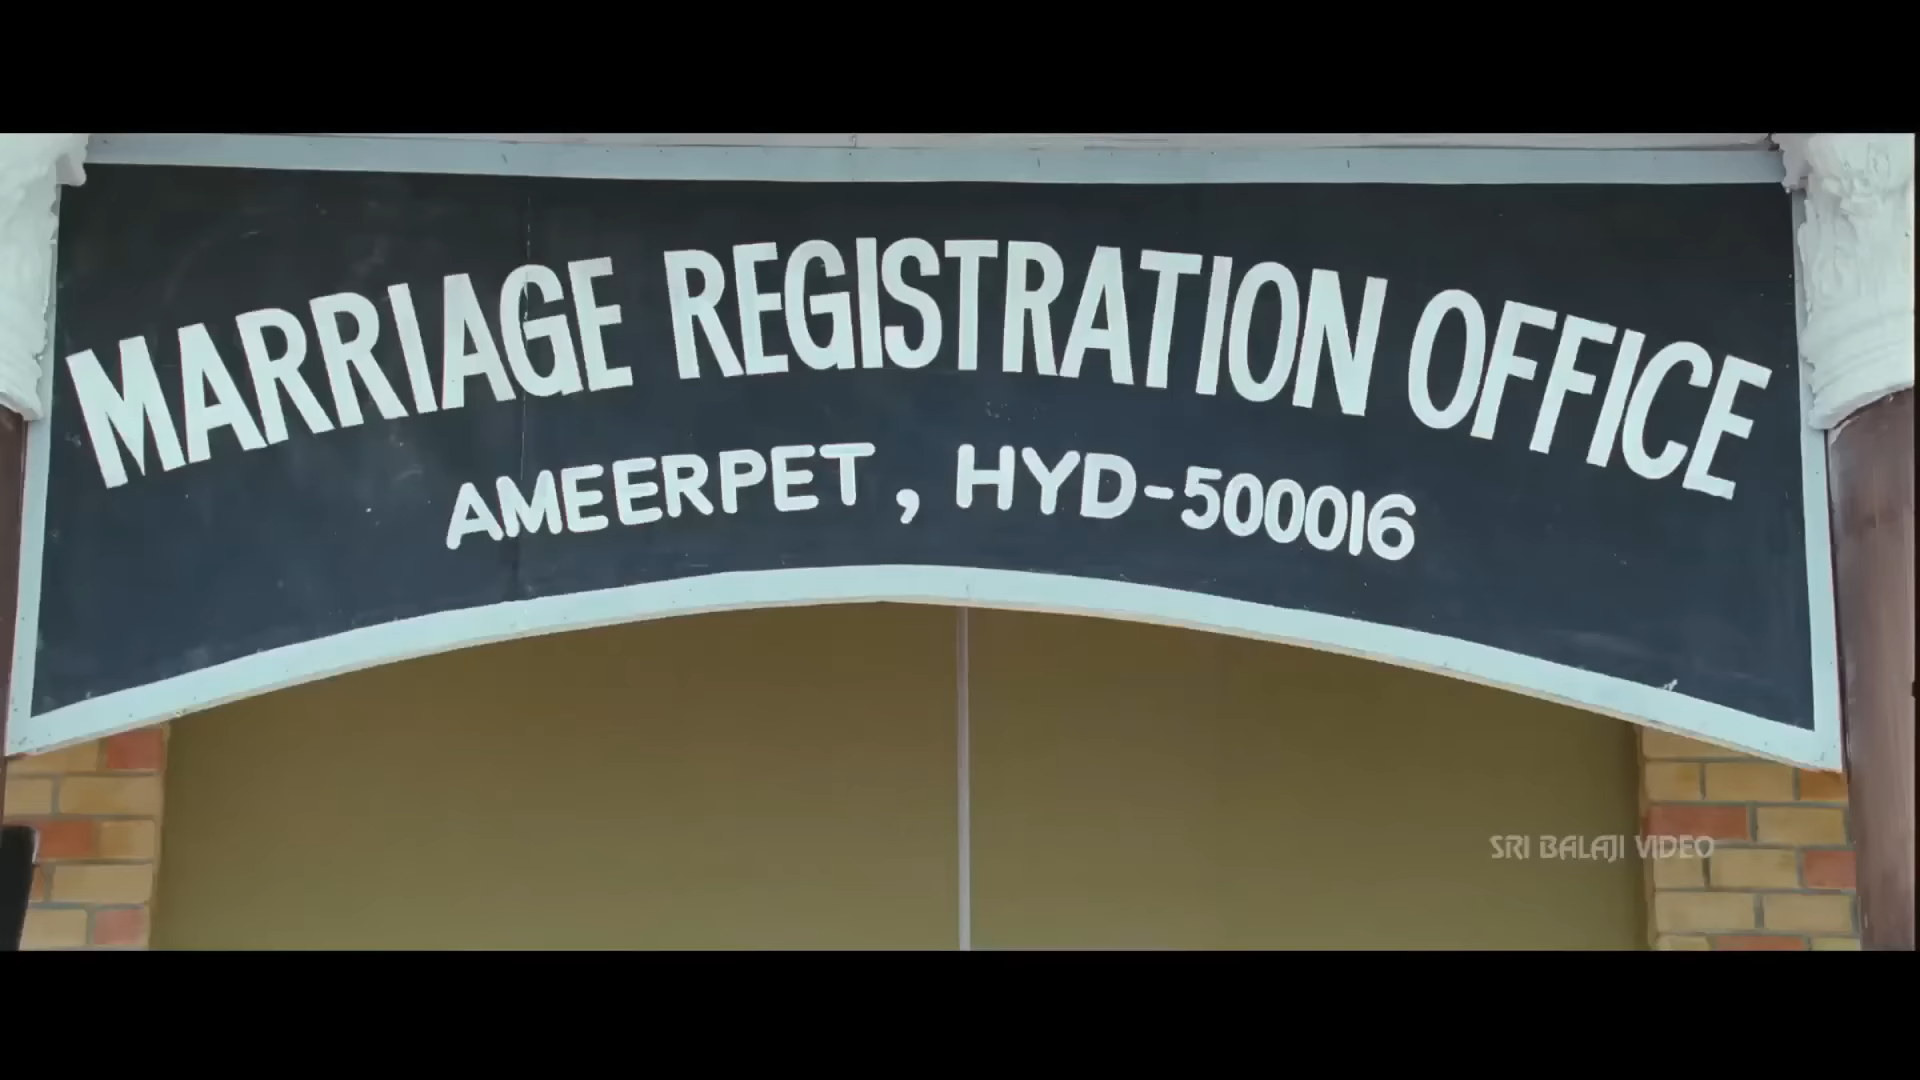 MARRIAGE REGISTRATION OFFICE
AMEERPET, HYD-500016
SRI BALAJI VIDEO